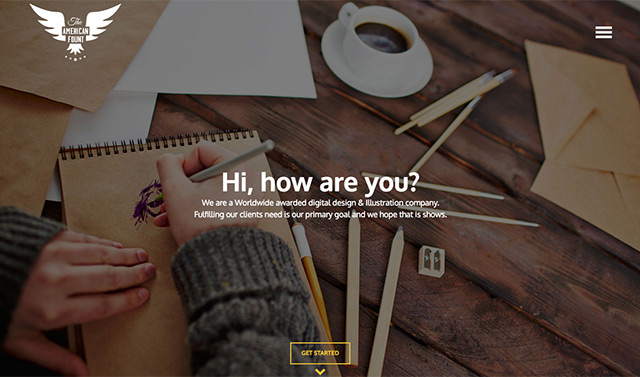 The
AMERICAN
FOUNT
Hi, how are you?
We are a Worldwide awarded digital design & Illustration company.
Fulfilling our clients need is our primary goal and we hope that is shows.
GET STARTED